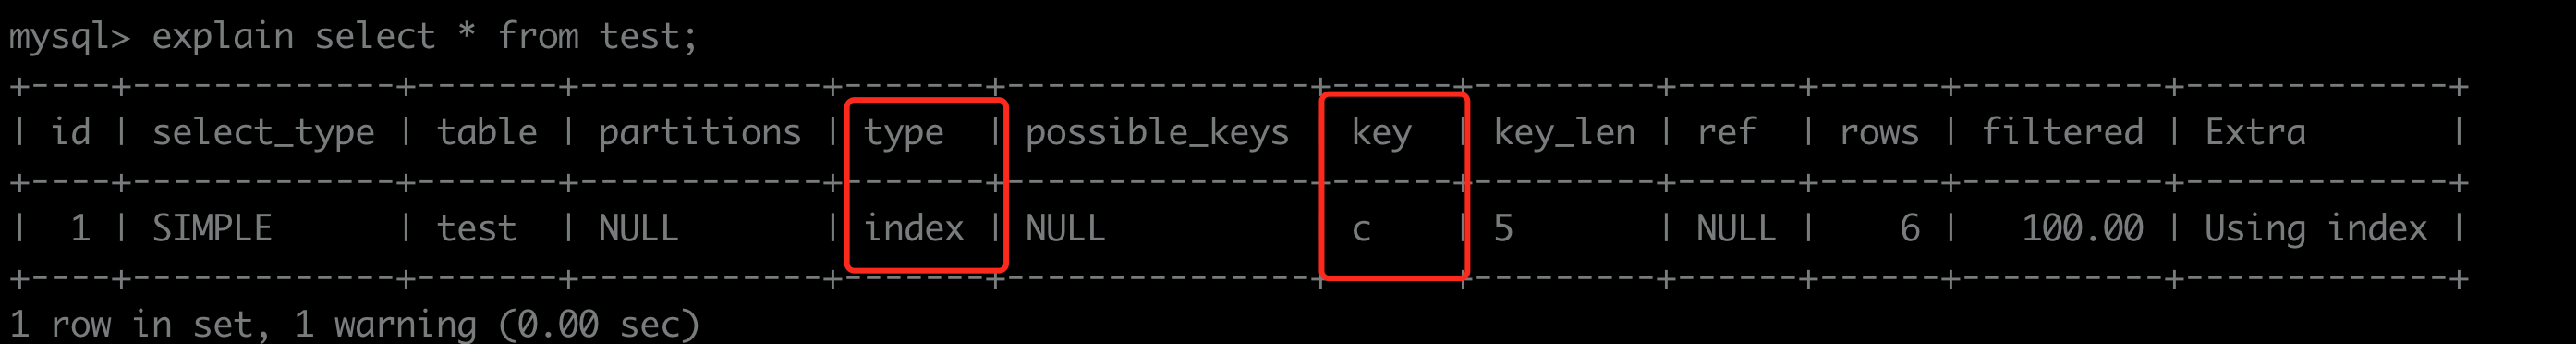 mysql> explain select * from test;
+----+-------------+-------+------------+-------+---------------+------+---------+------+------+----------+-------------+
| id | select_type | table | partitions | type  | possible_keys | key  | key_len | ref  | rows | filtered | Extra       |
+----+-------------+-------+------------+-------+---------------+------+---------+------+------+----------+-------------+
|  1 | SIMPLE      | test  | NULL       | index | NULL          | c    | 5       | NULL |    6 |   100.00 | Using index |
+----+-------------+-------+------------+-------+---------------+------+---------+------+------+----------+-------------+
1 row in set, 1 warning (0.00 sec)